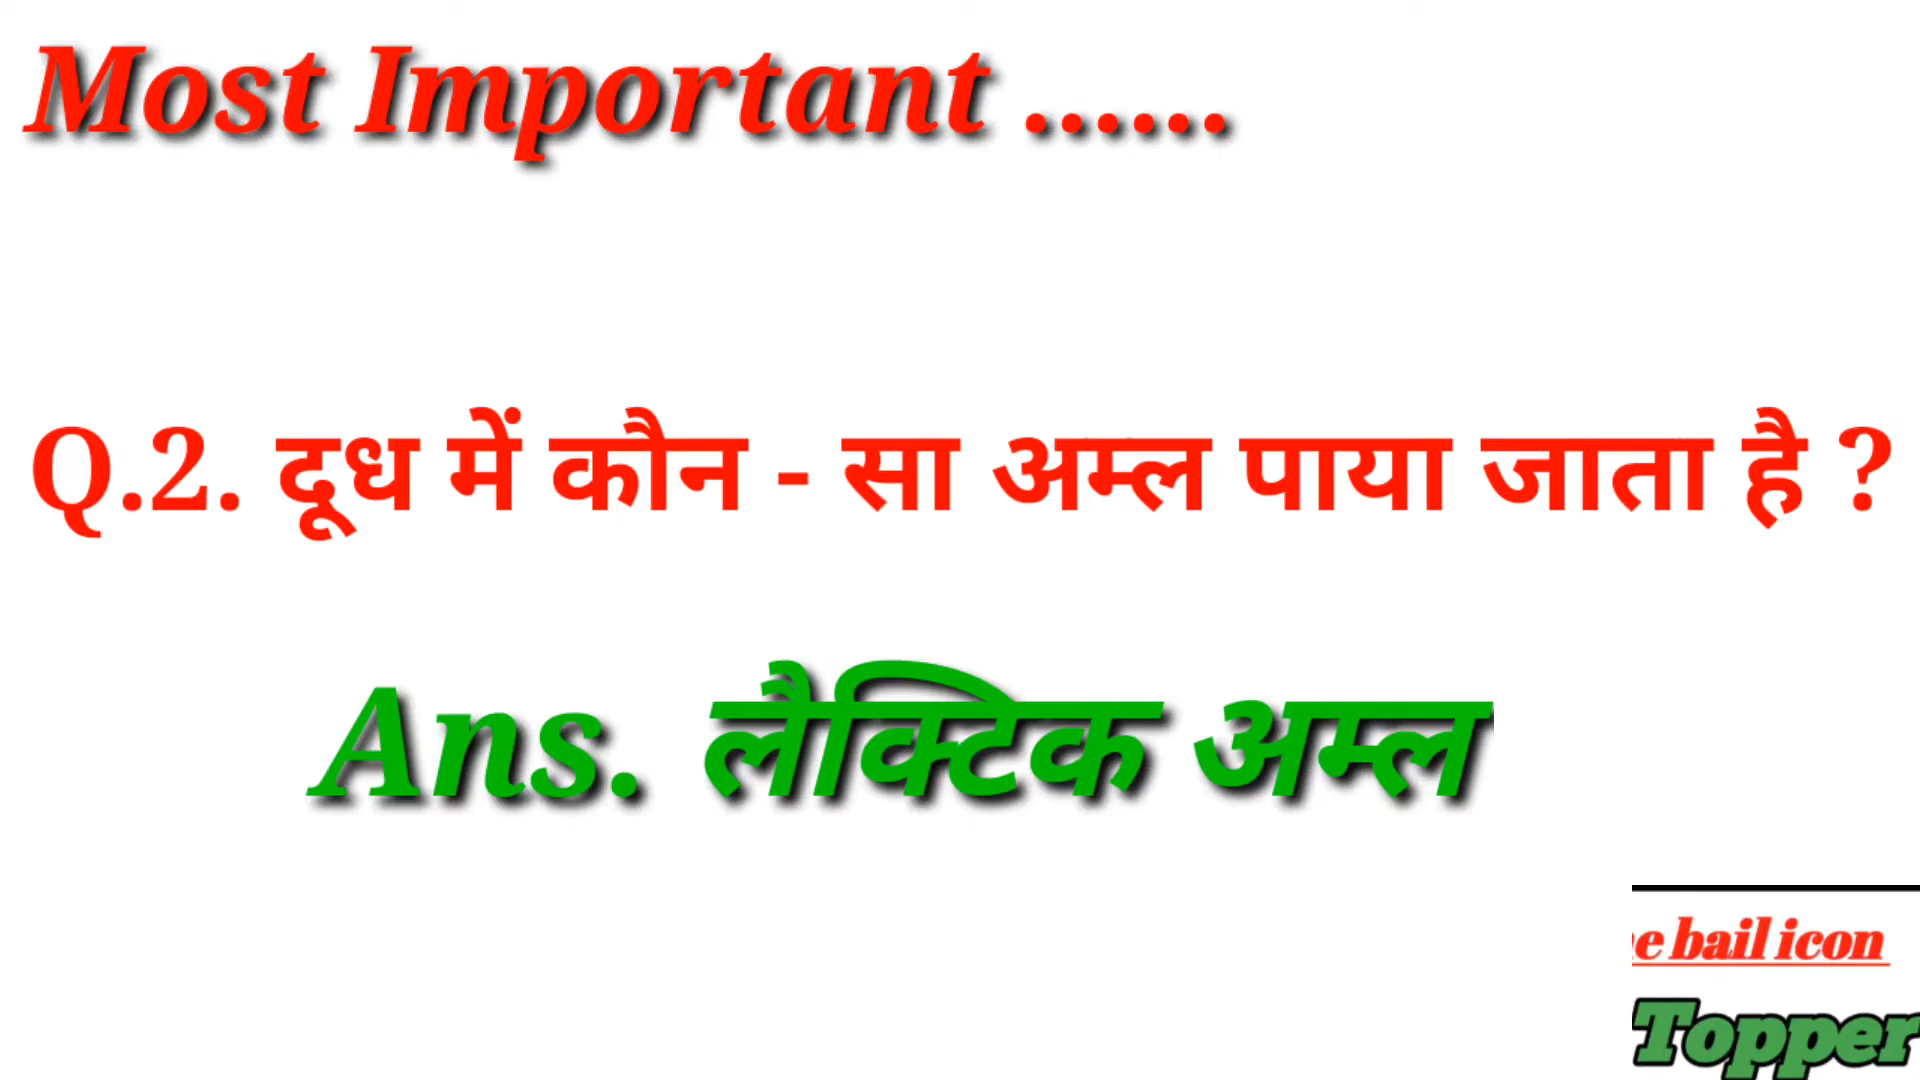 Most Important ......
Q.2. दूध में कौन - सा अम्ल पाया जाता है ?
Ans. लैक्टिक अम्ल
e bail icon
Topper